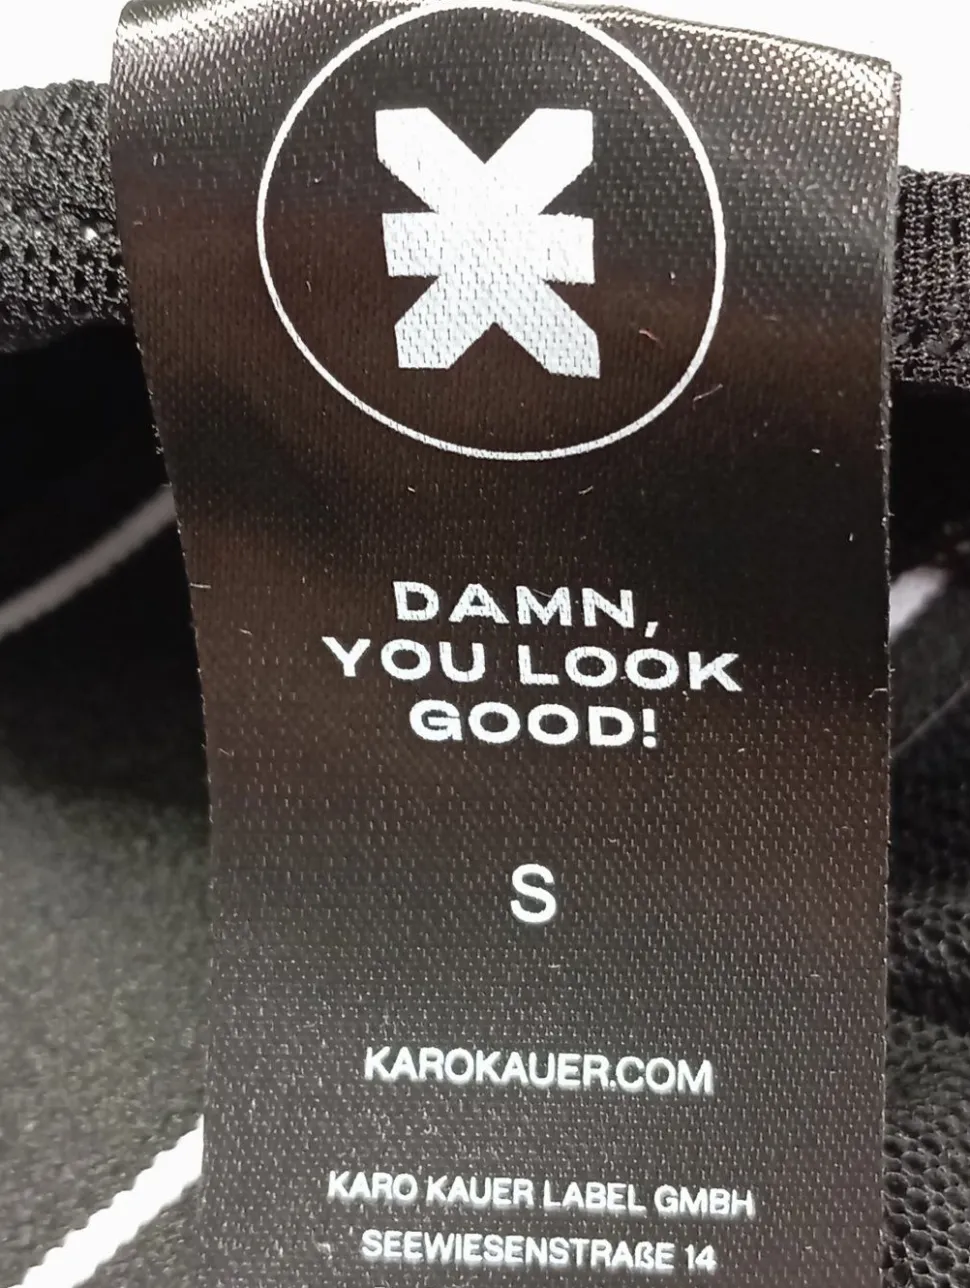 DAMN,
YOU LOOK
GOOD!
S
KAROKAUER.COM
KARO KAUER LABEL GMBH
SEEWIESENSTRAßE 14